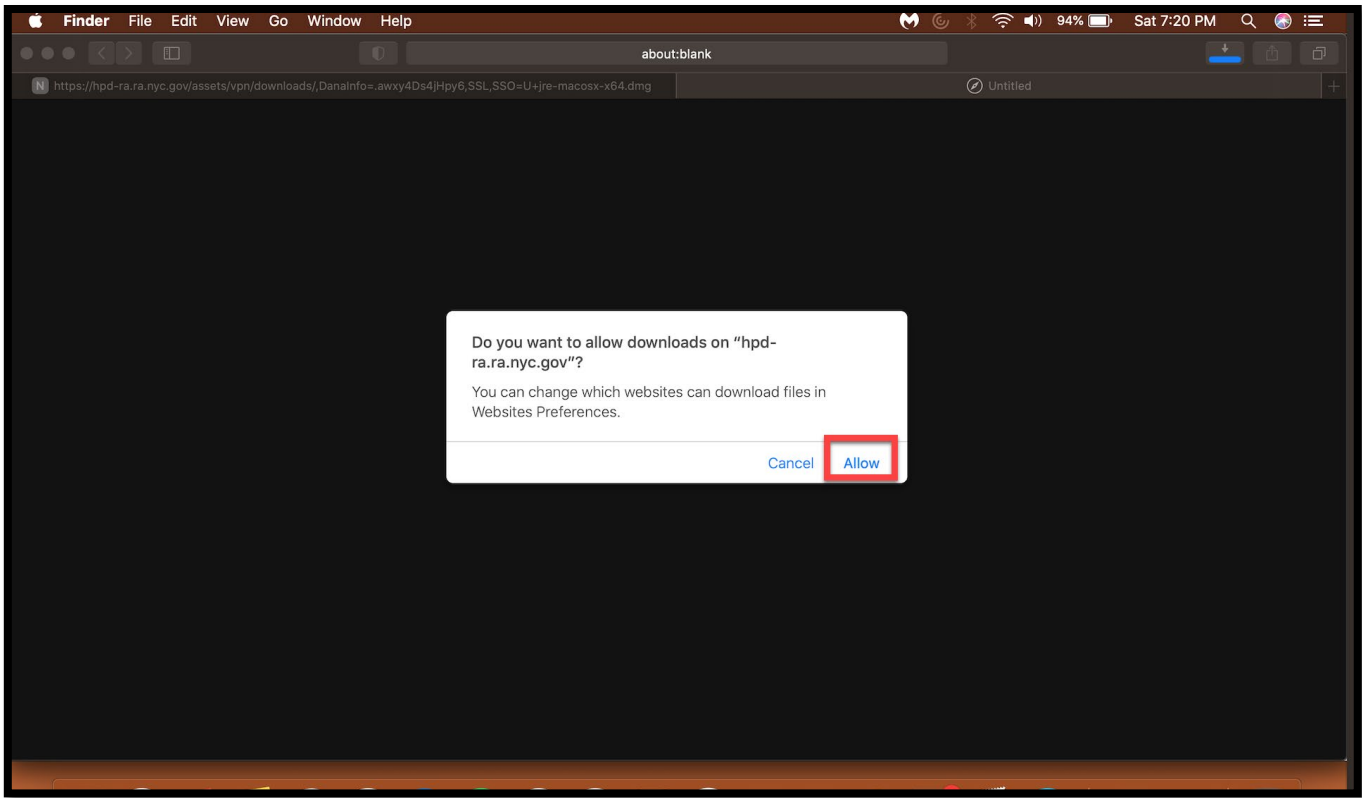 Finder File Edit View Go Window Help 94% Sat 7:20 PM
about:blank
N https://hpd-ra.ra.nyc.gov/assets/vpn/downloads/,DanaInfo=.awxy4Ds4jHpy6,SSL,SSO=U+jre-macosx-x64.dmg Untitled
Do you want to allow downloads on “hpd-
ra.ra.nyc.gov”?
You can change which websites can download files in
Websites Preferences.
Cancel Allow